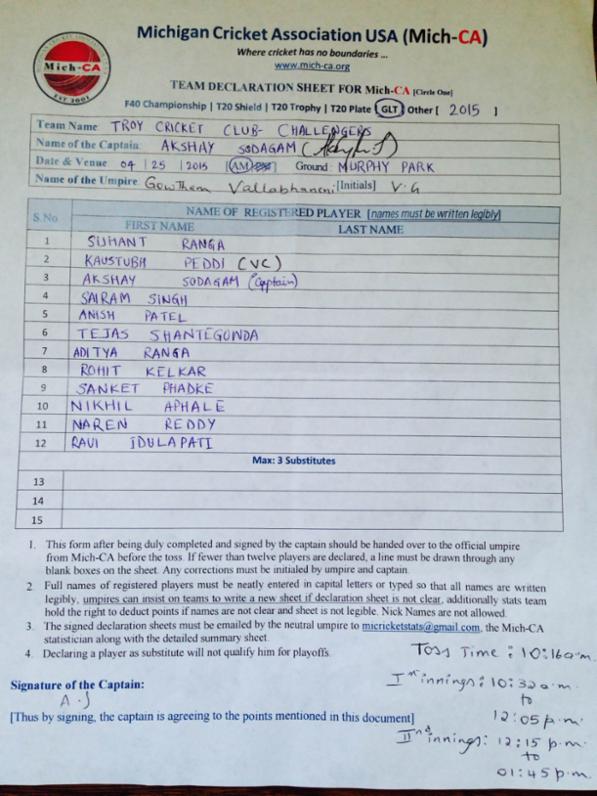 Mich-CA
EST 2001
Michigan Cricket Association USA (Mich-CA)
Where cricket has no boundaries ...
www.mich-ca.org
TEAM DECLARATION SHEET FOR Mich-CA [Circle One]
F40 Championship | T20 Shield | T20 Trophy | T20 Plate | GLT | Other [ 2015 ]
Team Name: TROY CRICKET CLUB- CHALLENGERS
Name of the Captain: AKSHAY SODAGAM
Date & Venue 04 / 25 / 2015 [AM/PM] Ground: MURPHY PARK
Name of the Umpire Gowtham Vallabhaneni [Initials] V.G
S.No NAME OF REGISTERED PLAYER [names must be written legibly]
FIRST NAME LAST NAME
1 SUMANT RANGA
2 KAUSTUBH PEDDI (VC)
3 AKSHAY SODAGAM (Captain)
4 SAIRAM SINGH
5 ANISH PATEL
6 TEJAS SHANTEGONDA
7 ADITYA RANGA
8 ROHIT KELKAR
9 SANKET PHADKE
10 NIKHIL APHALE
11 NAREN REDDY
12 RAVI IDULAPATI
Max: 3 Substitutes
13
14
15
1. This form after being duly completed and signed by the captain should be handed over to the official umpire
from Mich-CA before the toss. If fewer than twelve players are declared, a line must be drawn through any
blank boxes on the sheet. Any corrections must be initialed by umpire and captain.
2. Full names of registered players must be neatly entered in capital letters or typed so that all names are written
legibly, umpires can insist on teams to write a new sheet if declaration sheet is not clear, additionally stats team
hold the right to deduct points if names are not clear and sheet is not legible. Nick Names are not allowed.
3. The signed declaration sheets must be emailed by the neutral umpire to micricketstats@gmail.com, the Mich-CA
statistician along with the detailed summary sheet.
4. Declaring a player as substitute will not qualify him for playoffs.
Signature of the Captain:
A.S
[Thus by signing, the captain is agreeing to the points mentioned in this document]
Toss Time : 10:16 a.m.
Ist innings : 10:32 a.m.
to
12:05 p.m.
IInd innings: 12:15 p.m.
to
01:45 p.m.